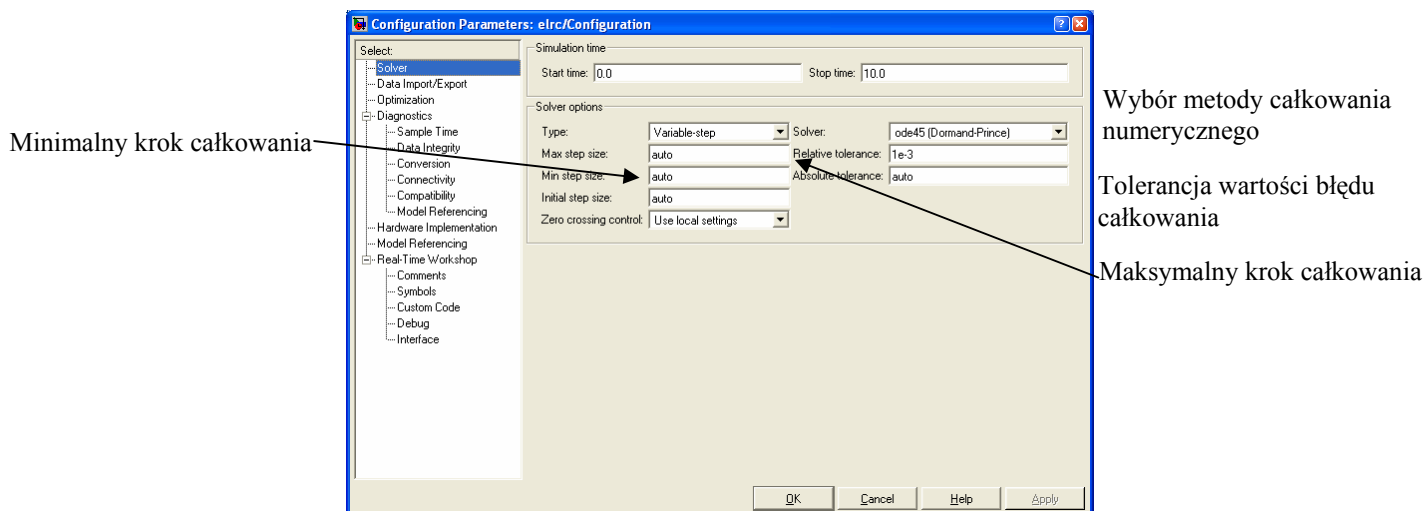 Configuration Parameters: elrc/Configuration
Select:
Solver
Data Import/Export
Optimization
Diagnostics
Sample Time
Data Integrity
Conversion
Connectivity
Compatibility
Model Referencing
Hardware Implementation
Model Referencing
Real-Time Workshop
Comments
Symbols
Custom Code
Debug
Interface
Simulation time
Start time: 0.0 Stop time: 10.0
Solver options
Type: Variable-step Solver: ode45 (Dormand-Prince)
Max step size: auto Relative tolerance: 1e-3
Min step size: auto Absolute tolerance: auto
Initial step size: auto
Zero crossing control: Use local settings
OK Cancel Help Apply
Minimalny krok całkowania
Wybór metody całkowania
numerycznego
Tolerancja wartości błędu
całkowania
Maksymalny krok całkowania